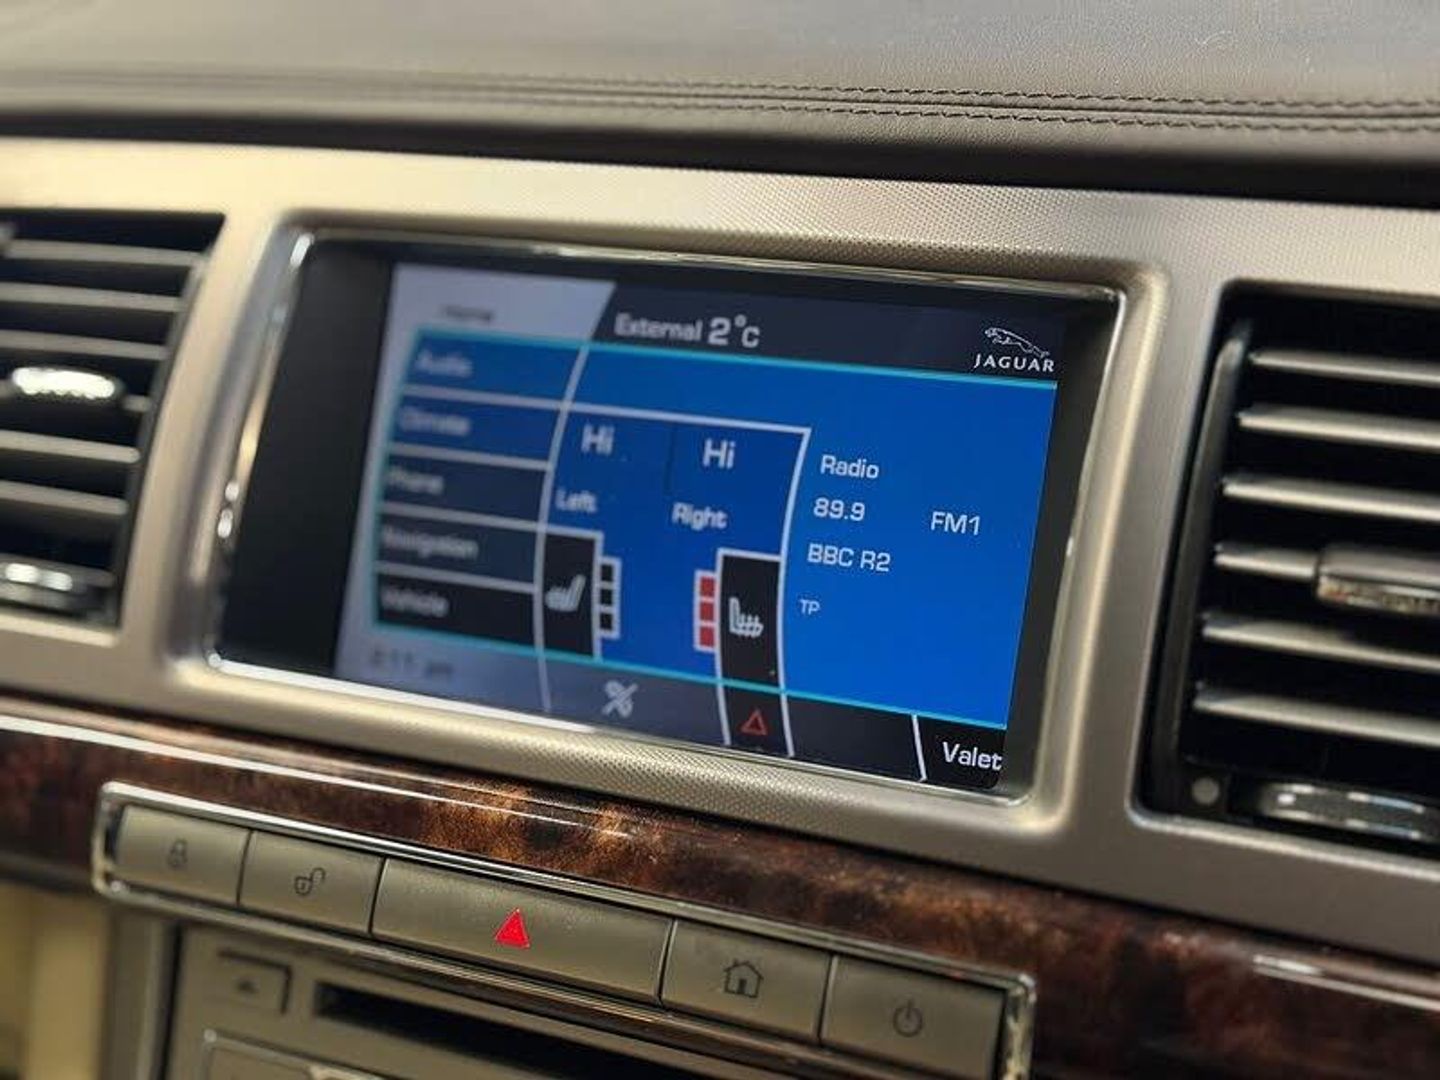 Home
External 2°C
JAGUAR
Audio
Climate
Phone
Navigation
Vehicle
Hi
Hi
Left
Right
Radio
89.9
FM1
BBC R2
TP
Valet